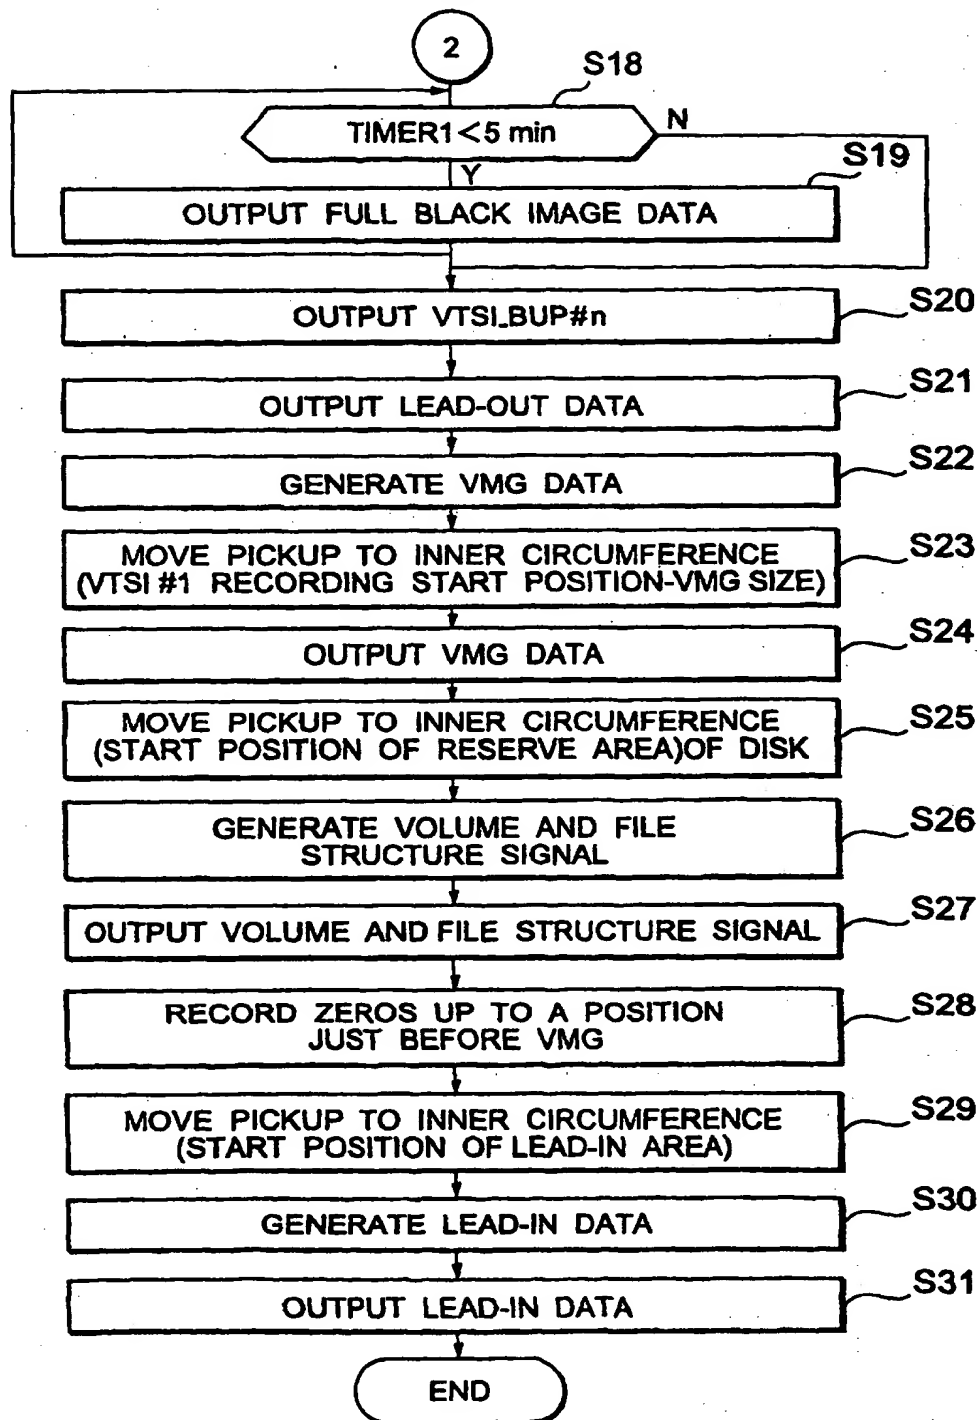 2
S18
TIMER1<5 min
N
Y
S19
OUTPUT FULL BLACK IMAGE DATA
S20
OUTPUT VTSI_BUP#n
S21
OUTPUT LEAD-OUT DATA
S22
GENERATE VMG DATA
S23
MOVE PICKUP TO INNER CIRCUMFERENCE
(VTSI #1 RECORDING START POSITION-VMG SIZE)
S24
OUTPUT VMG DATA
S25
MOVE PICKUP TO INNER CIRCUMFERENCE
(START POSITION OF RESERVE AREA)OF DISK
S26
GENERATE VOLUME AND FILE
STRUCTURE SIGNAL
S27
OUTPUT VOLUME AND FILE STRUCTURE SIGNAL
S28
RECORD ZEROS UP TO A POSITION
JUST BEFORE VMG
S29
MOVE PICKUP TO INNER CIRCUMFERENCE
(START POSITION OF LEAD-IN AREA)
S30
GENERATE LEAD-IN DATA
S31
OUTPUT LEAD-IN DATA
END